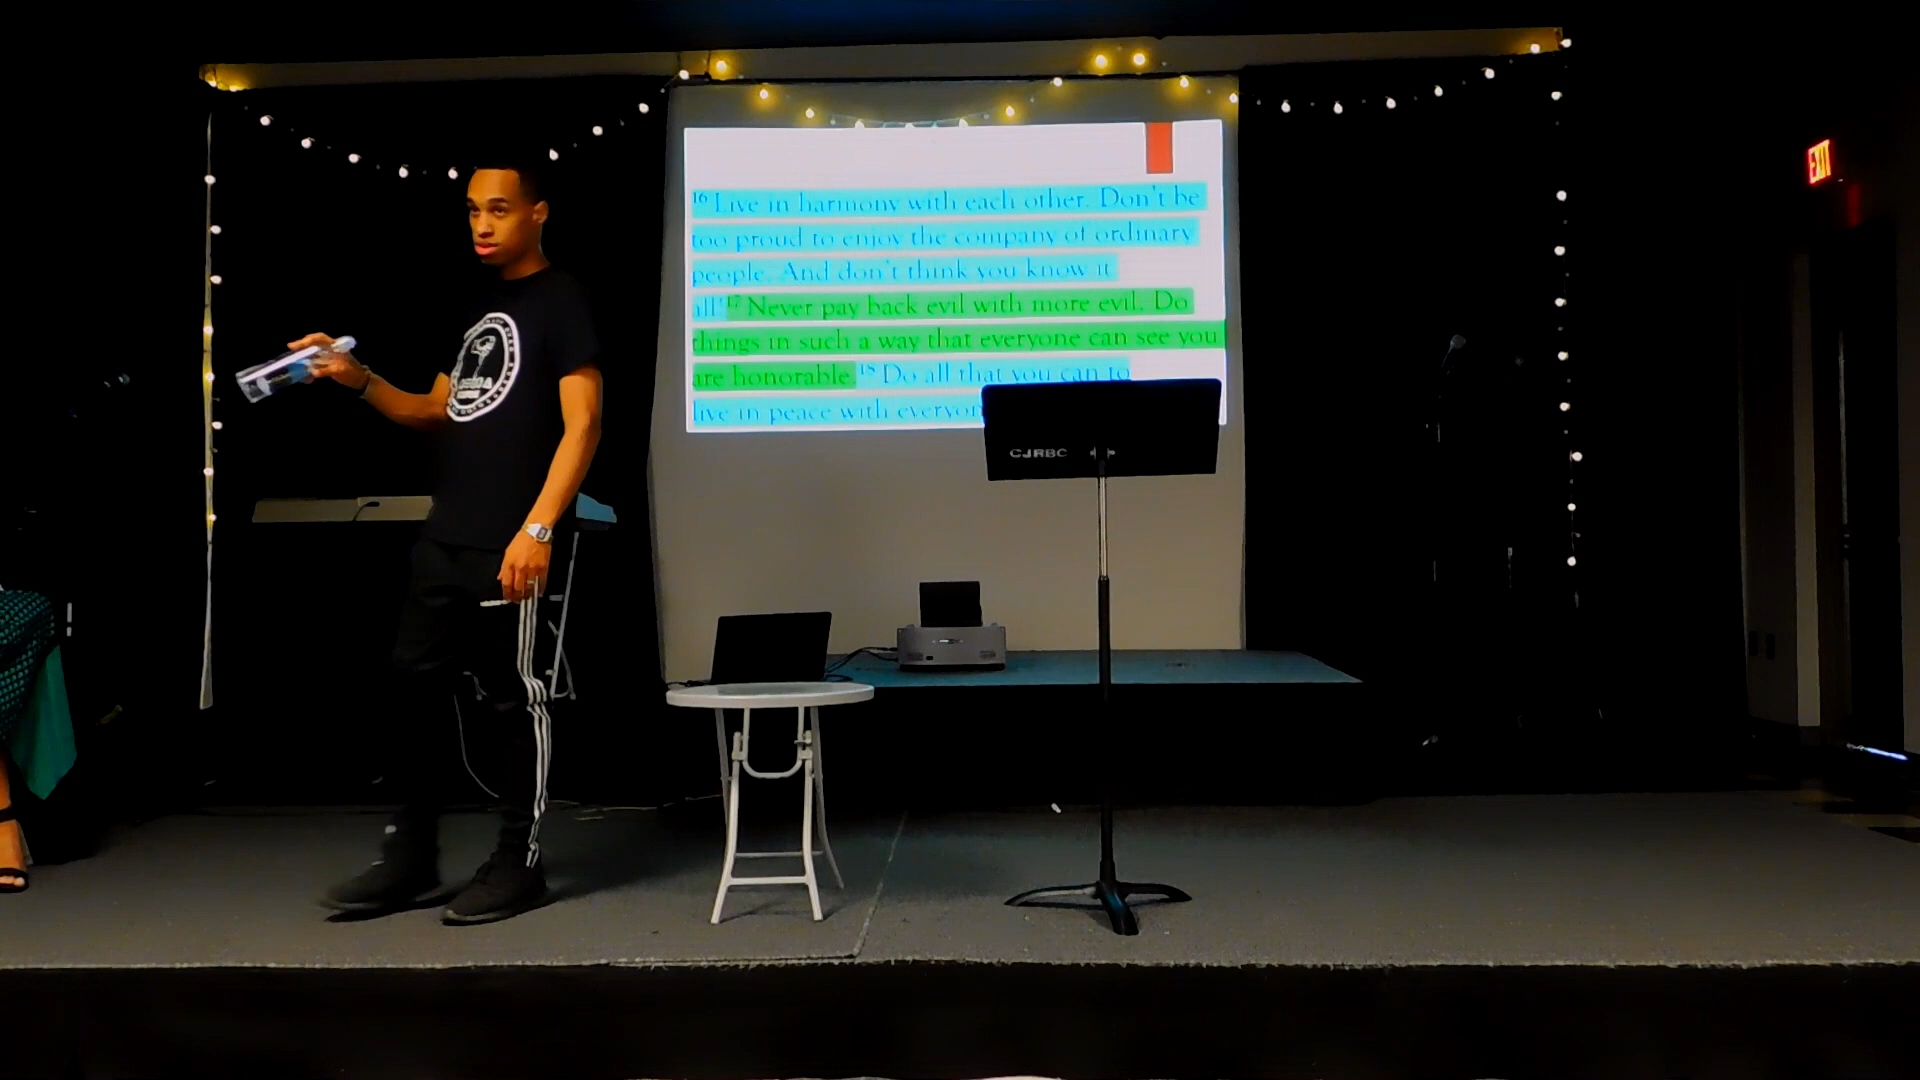 EXIT
¹⁶ Live in harmony with each other. Don't be
too proud to enjoy the company of ordinary
people. And don't think you know it
all!¹⁷ Never pay back evil with more evil. Do
things in such a way that everyone can see you
are honorable. ¹⁸ Do all that you can to
live in peace with everyon
CJRBC